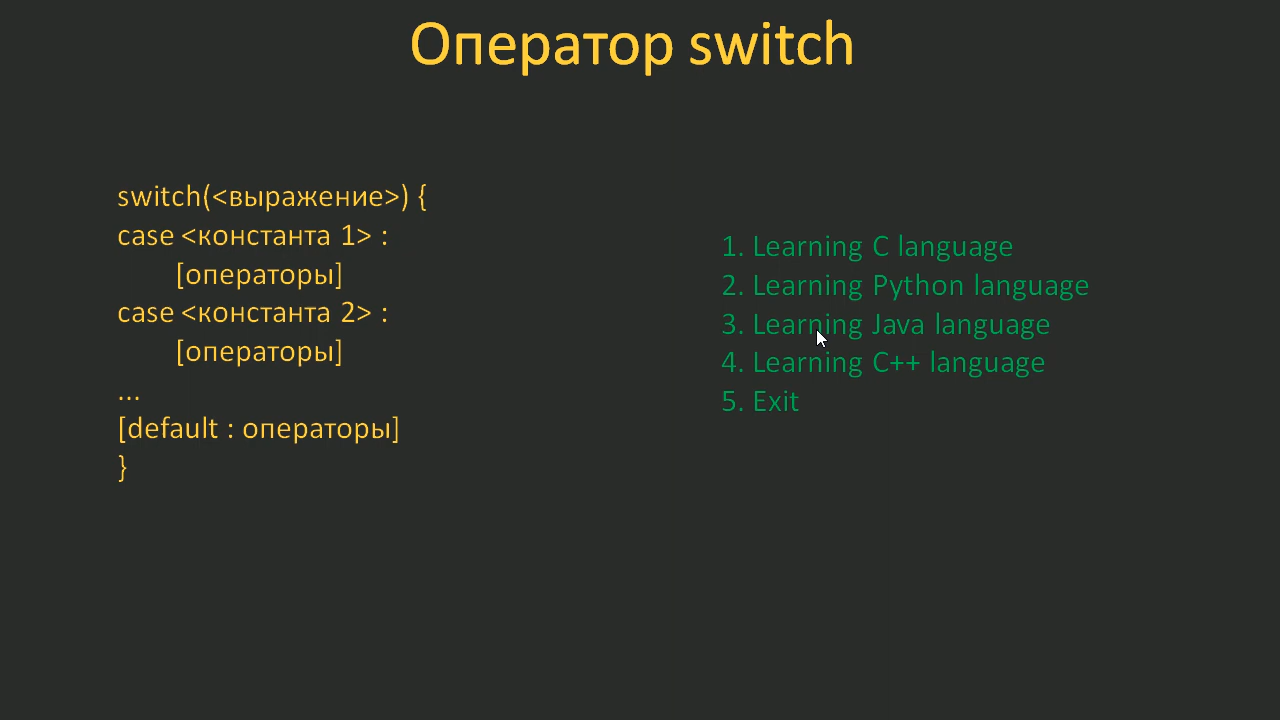 Оператор switch
switch(<выражение>) {
case <константа 1> :
[операторы]
case <константа 2> :
[операторы]
...
[default : операторы]
}
1. Learning C language
2. Learning Python language
3. Learning Java language
4. Learning C++ language
5. Exit